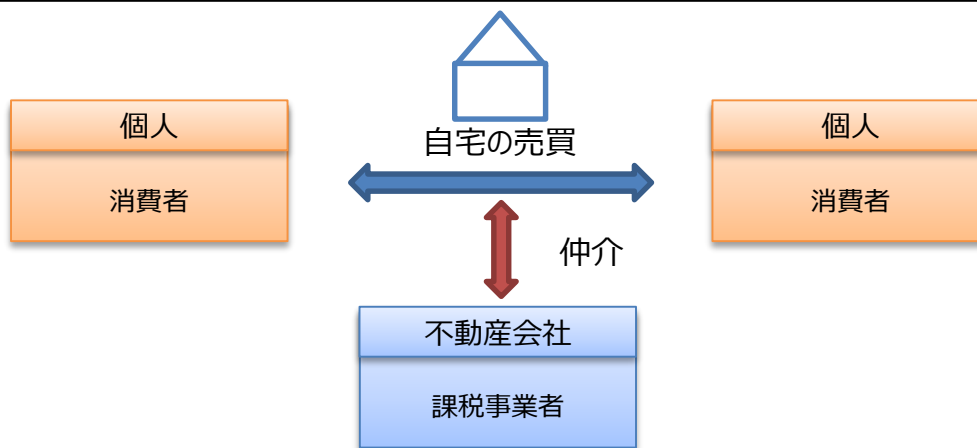 自宅の売買
個人
消費者
個人
消費者
仲介
不動産会社
課税事業者